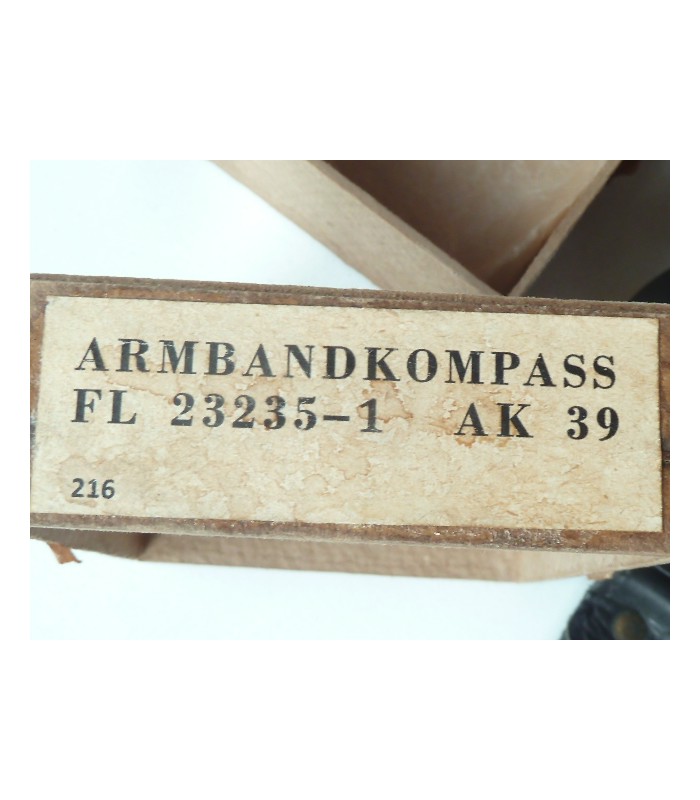 ARMBANDKOMPASS
FL 23235-1 AK 39
216